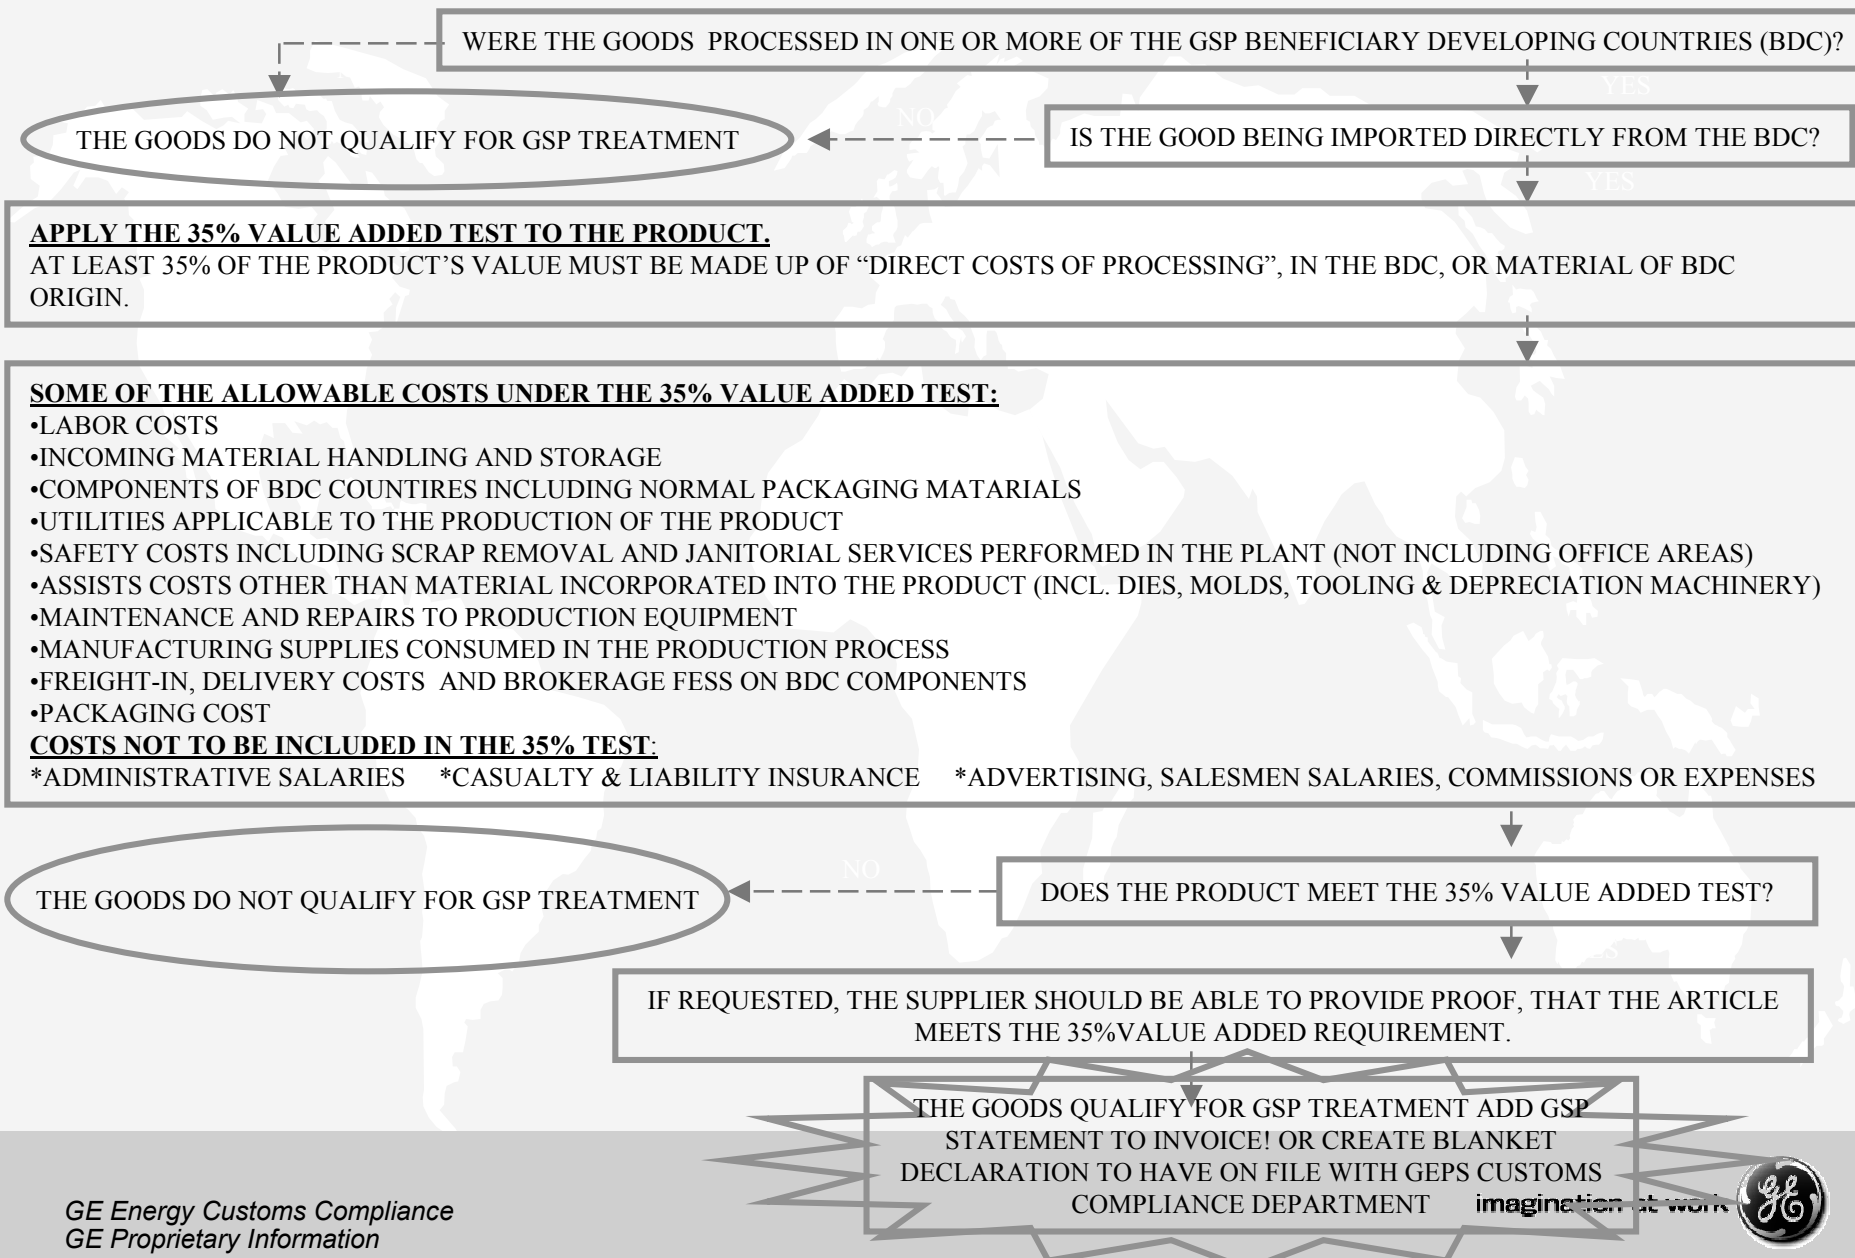 WERE THE GOODS PROCESSED IN ONE OR MORE OF THE GSP BENEFICIARY DEVELOPING COUNTRIES (BDC)?
YES
NO
THE GOODS DO NOT QUALIFY FOR GSP TREATMENT
IS THE GOOD BEING IMPORTED DIRECTLY FROM THE BDC?
YES
APPLY THE 35% VALUE ADDED TEST TO THE PRODUCT.
AT LEAST 35% OF THE PRODUCT'S VALUE MUST BE MADE UP OF “DIRECT COSTS OF PROCESSING”, IN THE BDC, OR MATERIAL OF BDC
ORIGIN.
SOME OF THE ALLOWABLE COSTS UNDER THE 35% VALUE ADDED TEST:
•LABOR COSTS
•INCOMING MATERIAL HANDLING AND STORAGE
•COMPONENTS OF BDC COUNTIRES INCLUDING NORMAL PACKAGING MATARIALS
•UTILITIES APPLICABLE TO THE PRODUCTION OF THE PRODUCT
•SAFETY COSTS INCLUDING SCRAP REMOVAL AND JANITORIAL SERVICES PERFORMED IN THE PLANT (NOT INCLUDING OFFICE AREAS)
•ASSISTS COSTS OTHER THAN MATERIAL INCORPORATED INTO THE PRODUCT (INCL. DIES, MOLDS, TOOLING & DEPRECIATION MACHINERY)
•MAINTENANCE AND REPAIRS TO PRODUCTION EQUIPMENT
•MANUFACTURING SUPPLIES CONSUMED IN THE PRODUCTION PROCESS
•FREIGHT-IN, DELIVERY COSTS AND BROKERAGE FESS ON BDC COMPONENTS
•PACKAGING COST
COSTS NOT TO BE INCLUDED IN THE 35% TEST:
*ADMINISTRATIVE SALARIES *CASUALTY & LIABILITY INSURANCE *ADVERTISING, SALESMEN SALARIES, COMMISSIONS OR EXPENSES
NO
THE GOODS DO NOT QUALIFY FOR GSP TREATMENT
DOES THE PRODUCT MEET THE 35% VALUE ADDED TEST?
YES
IF REQUESTED, THE SUPPLIER SHOULD BE ABLE TO PROVIDE PROOF, THAT THE ARTICLE
MEETS THE 35%VALUE ADDED REQUIREMENT.
THE GOODS QUALIFY FOR GSP TREATMENT ADD GSP
STATEMENT TO INVOICE! OR CREATE BLANKET
DECLARATION TO HAVE ON FILE WITH GEPS CUSTOMS
COMPLIANCE DEPARTMENT
imagination at work
GE
GE Energy Customs Compliance
GE Proprietary Information